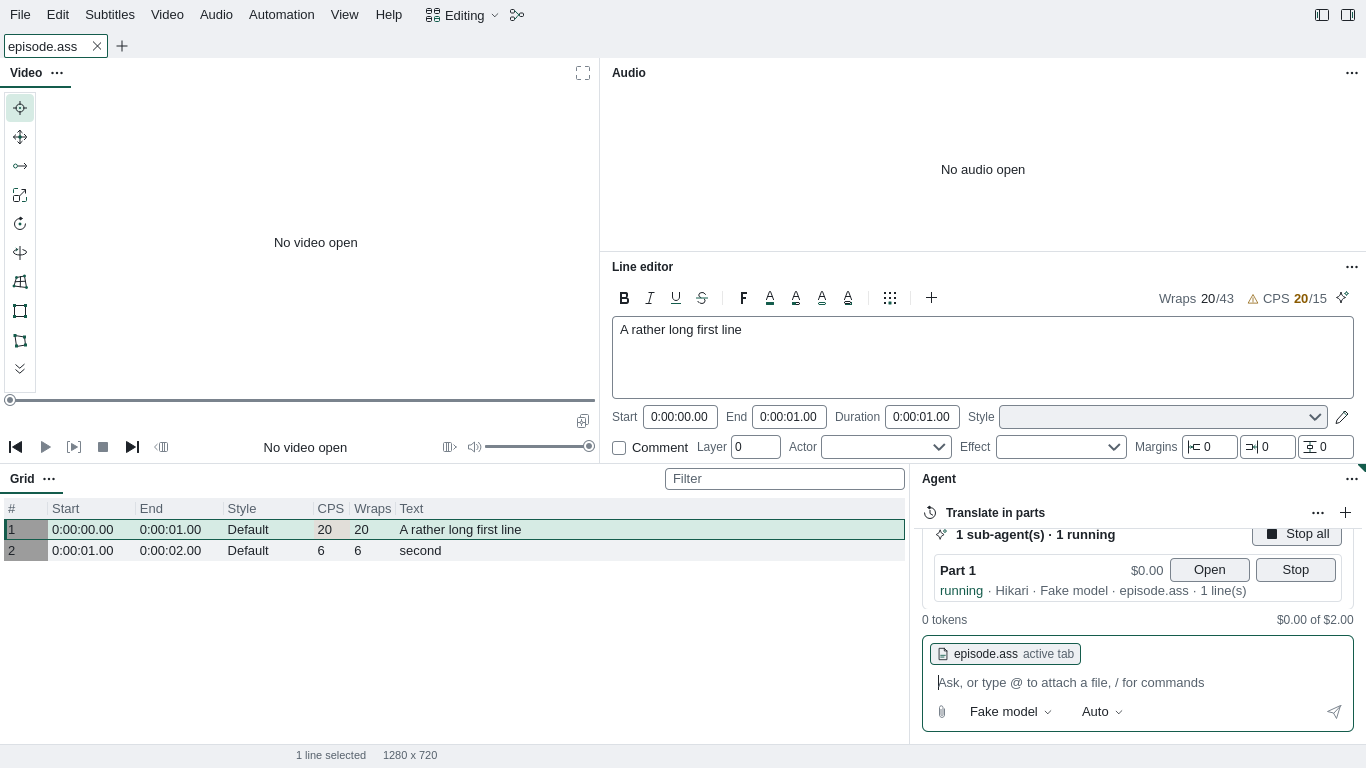 File Edit Subtitles Video Audio Automation View Help Editing
episode.ass
Video
No video open
No video open
Audio
No audio open
Line editor
Wraps 20/43 CPS 20/15
A rather long first line
Start 0:00:00.00 End 0:00:01.00 Duration 0:00:01.00 Style
Comment Layer 0 Actor Effect Margins 0 0 0
Grid
Filter
# Start End Style CPS Wraps Text
1 0:00:00.00 0:00:01.00 Default 20 20 A rather long first line
2 0:00:01.00 0:00:02.00 Default 6 6 second
Agent
Translate in parts
1 sub-agent(s) · 1 running Stop all
Part 1 $0.00 Open Stop
running · Hikari · Fake model · episode.ass · 1 line(s)
0 tokens $0.00 of $2.00
episode.ass active tab
Ask, or type @ to attach a file, / for commands
Fake model Auto
1 line selected 1280 x 720